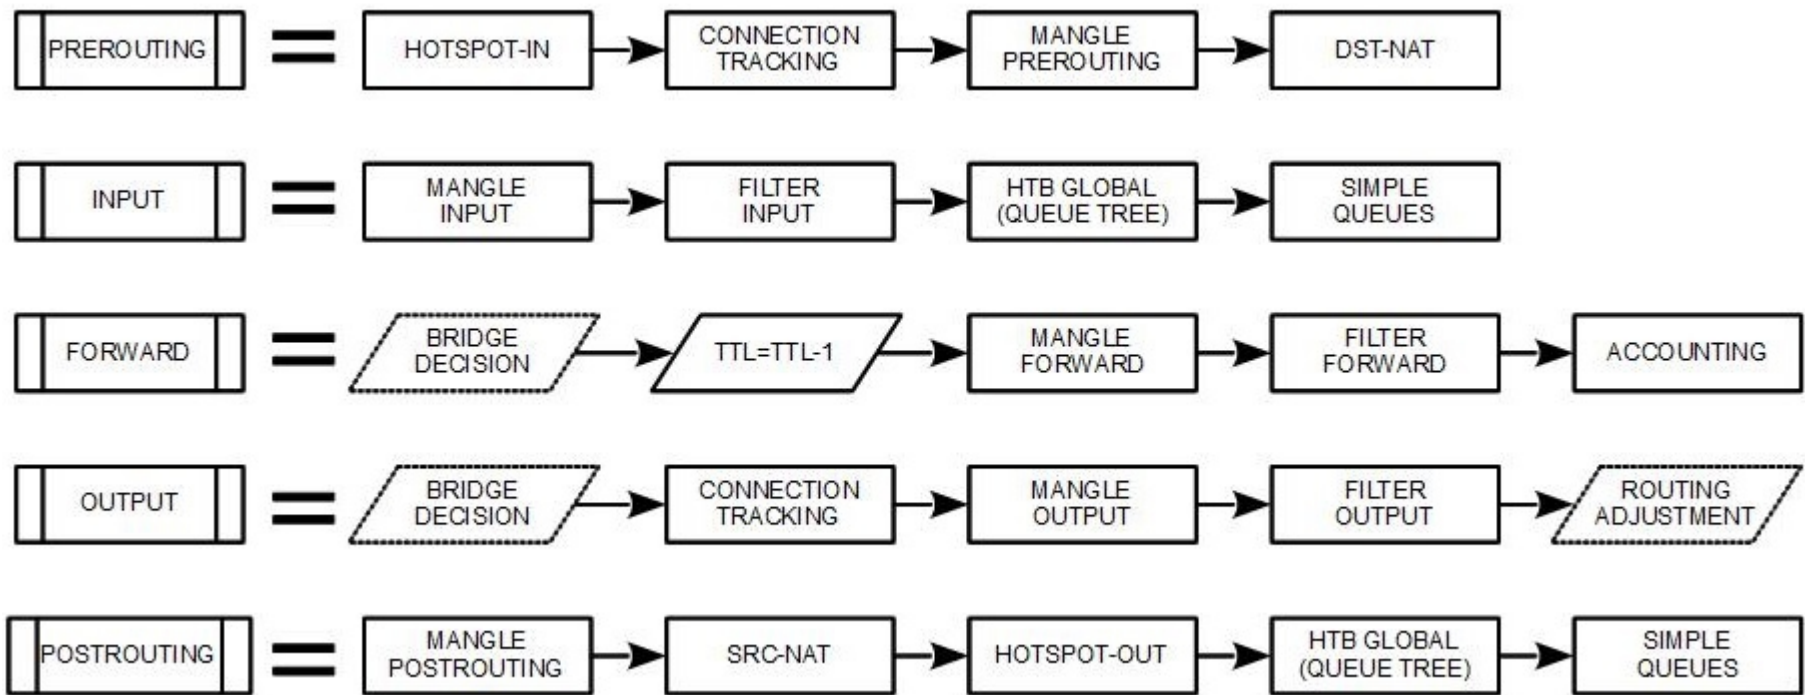 PREROUTING
HOTSPOT-IN
CONNECTION
TRACKING
MANGLE
PREROUTING
DST-NAT
INPUT
MANGLE
INPUT
FILTER
INPUT
HTB GLOBAL
(QUEUE TREE)
SIMPLE
QUEUES
FORWARD
BRIDGE
DECISION
TTL=TTL-1
MANGLE
FORWARD
FILTER
FORWARD
ACCOUNTING
OUTPUT
BRIDGE
DECISION
CONNECTION
TRACKING
MANGLE
OUTPUT
FILTER
OUTPUT
ROUTING
ADJUSTMENT
POSTROUTING
MANGLE
POSTROUTING
SRC-NAT
HOTSPOT-OUT
HTB GLOBAL
(QUEUE TREE)
SIMPLE
QUEUES